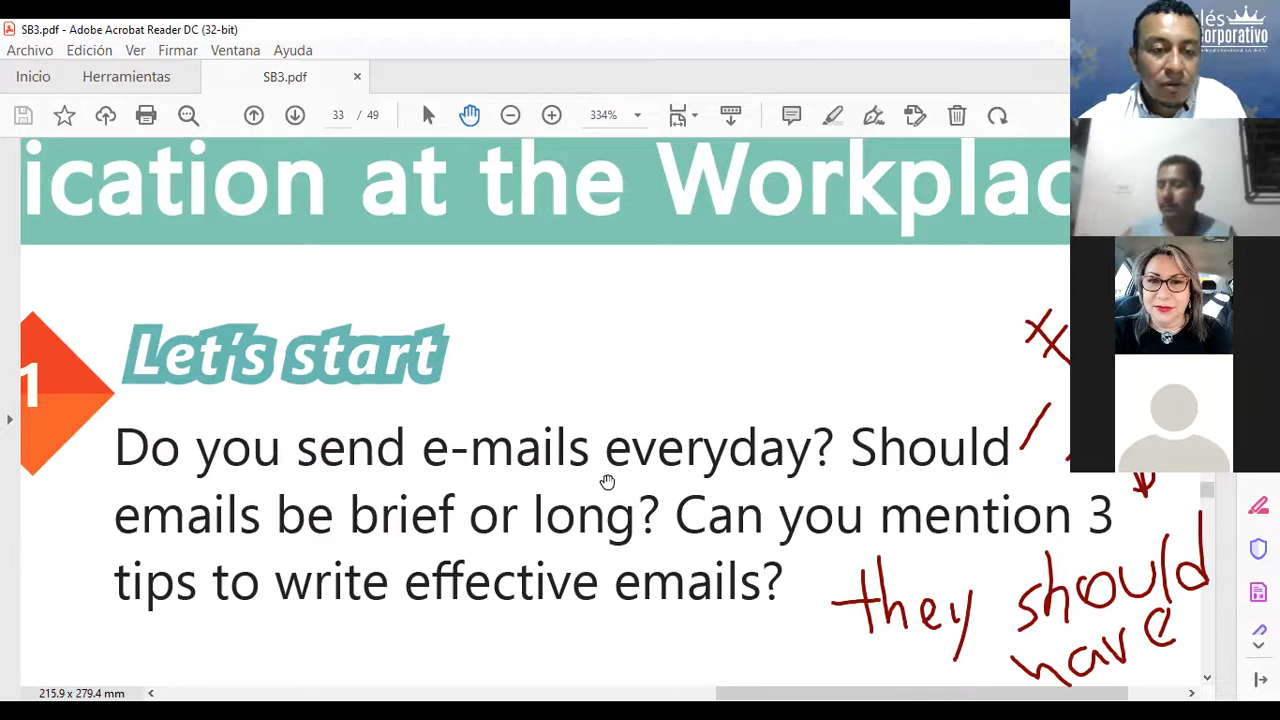 SB3.pdf - Adobe Acrobat Reader DC (32-bit)
Archivo Edición Ver Firmar Ventana Ayuda
Inicio Herramientas SB3.pdf ×
33 / 49 334%
lés
orporativo
ication at the Workplac
1
Let's start
Do you send e-mails everyday? Should
emails be brief or long? Can you mention 3
tips to write effective emails?
they should
have
215.9 x 279.4 mm